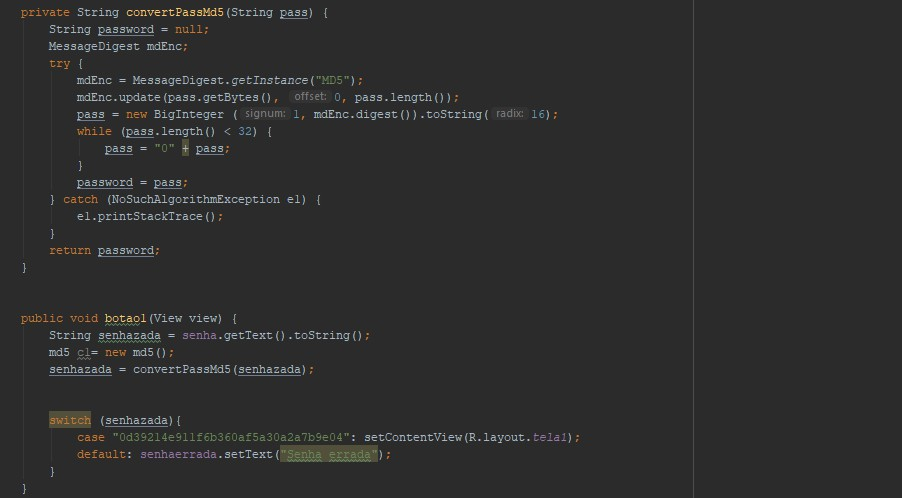 private String convertPassMd5(String pass) {
String password = null;
MessageDigest mdEnc;
try {
mdEnc = MessageDigest.getInstance("MD5");
mdEnc.update(pass.getBytes(), offset: 0, pass.length());
pass = new BigInteger ( signum: 1, mdEnc.digest()).toString( radix: 16);
while (pass.length() < 32) {
pass = "0" + pass;
}
password = pass;
} catch (NoSuchAlgorithmException e1) {
e1.printStackTrace();
}
return password;
}
public void botao1(View view) {
String senhazada = senha.getText().toString();
md5 c1= new md5();
senhazada = convertPassMd5(senhazada);
switch (senhazada){
case "0d39214e911f6b360af5a30a2a7b9e04": setContentView(R.layout.tela1);
default: senhaerrada.setText("Senha errada");
}
}